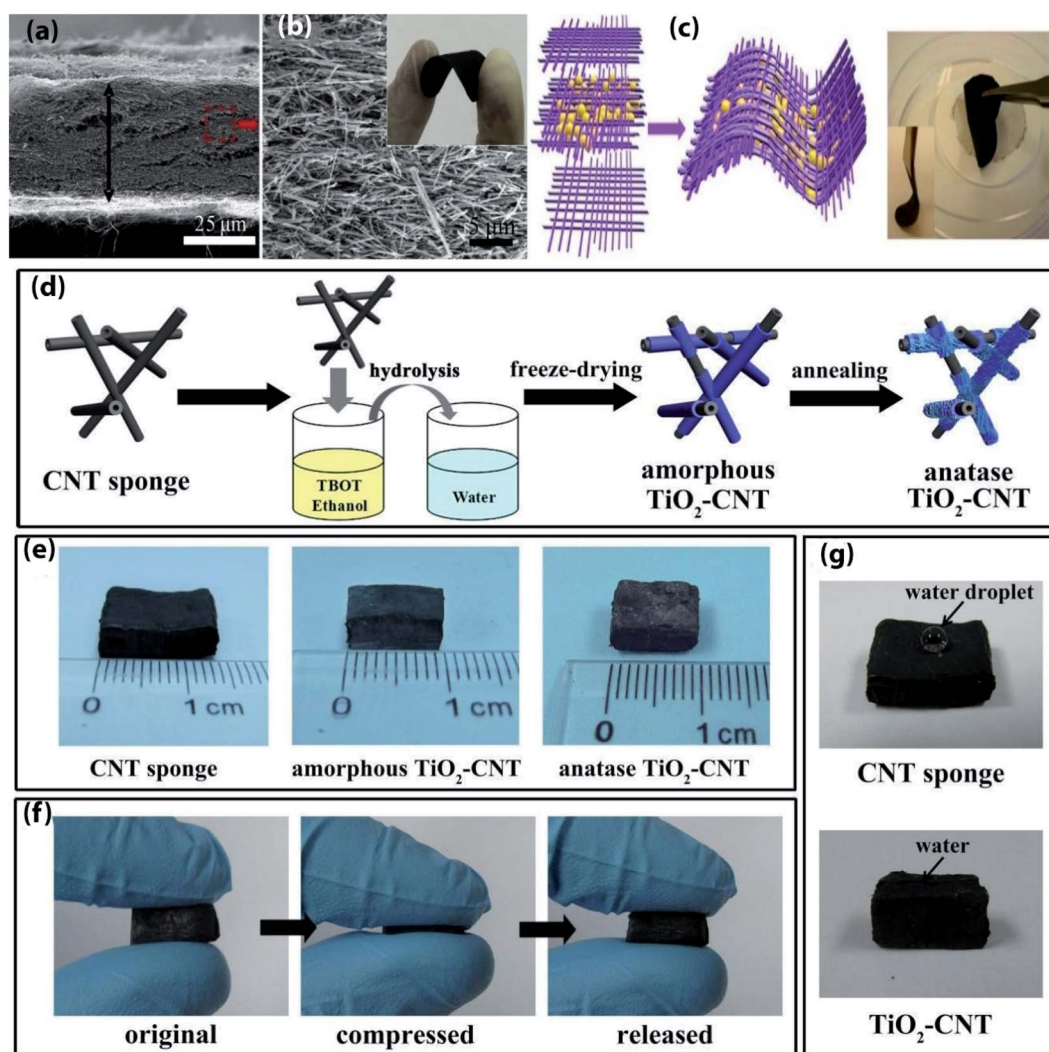 (a)
25 μm
(b)
5 μm
(c)
(d)
CNT sponge
hydrolysis
TBOT
Ethanol
Water
freeze-drying
amorphous
TiO₂-CNT
annealing
anatase
TiO₂-CNT
(e)
0 1 cm
CNT sponge
0 1 cm
amorphous TiO₂-CNT
0 1 cm
anatase TiO₂-CNT
(f)
original
compressed
released
(g)
water droplet
CNT sponge
water
TiO₂-CNT